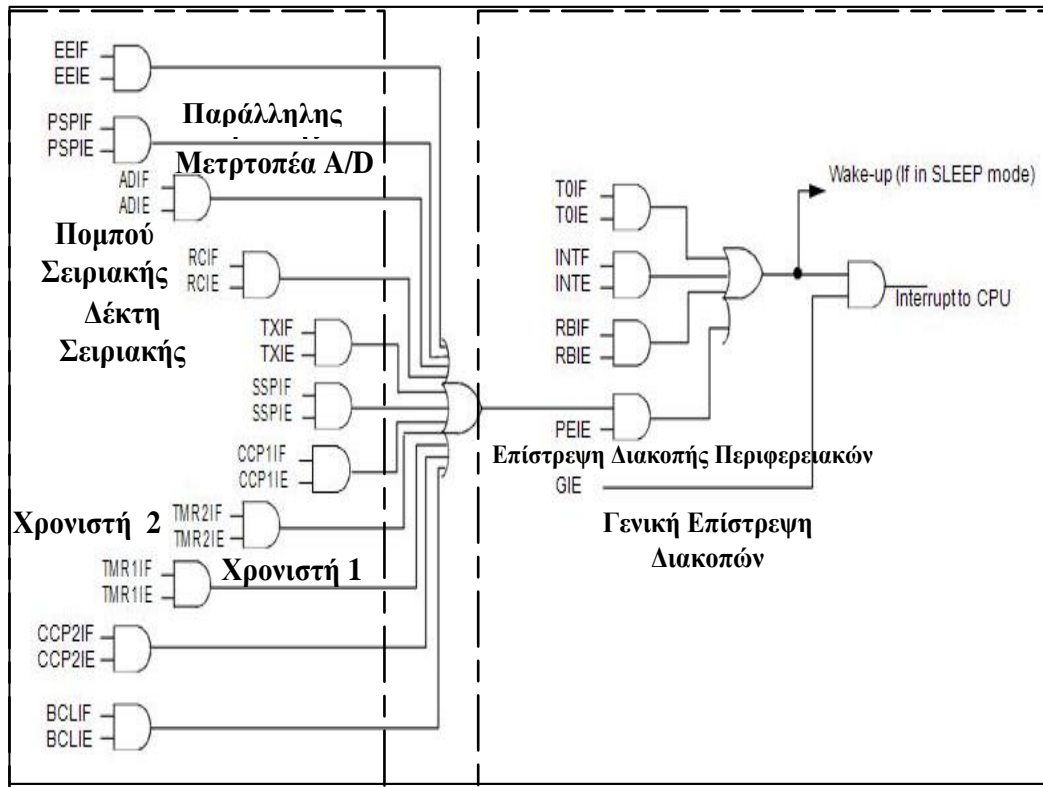 EEIF
EEIE
PSPIF
PSPIE
Παράλληλης
Μετρτοπέα A/D
ADIF
ADIE
Πομπού
Σειριακής
RCIF
RCIE
Δέκτη
Σειριακής
TXIF
TXIE
SSPIF
SSPIE
CCP1IF
CCP1IE
Χρονιστή 2
TMR2IF
TMR2IE
Χρονιστή 1
TMR1IF
TMR1IE
CCP2IF
CCP2IE
BCLIF
BCLIE
T0IF
T0IE
INTF
INTE
RBIF
RBIE
PEIE
Επίστρεψη Διακοπής Περιφερειακών
GIE
Γενική Επίστρεψη
Διακοπών
Wake-up (If in SLEEP mode)
Interrupt to CPU